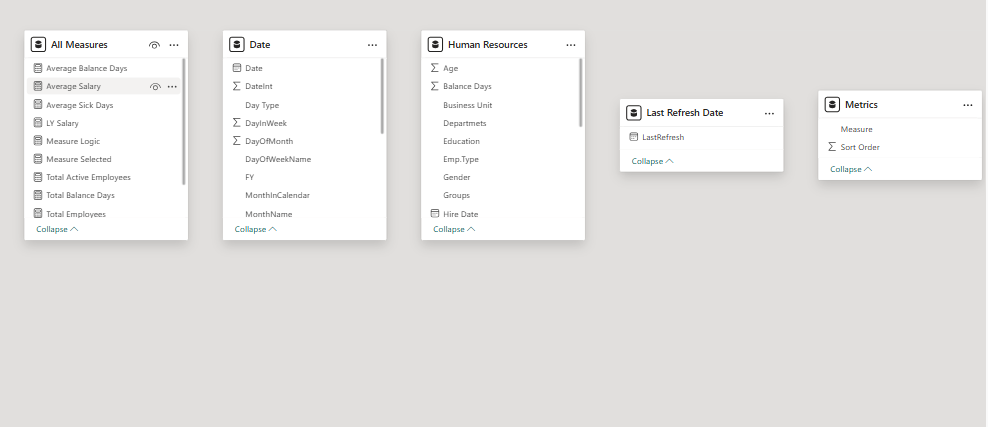 All Measures
Average Balance Days
Average Salary
Average Sick Days
LY Salary
Measure Logic
Measure Selected
Total Active Employees
Total Balance Days
Total Employees
Collapse
Date
Date
DateInt
Day Type
DayInWeek
DayOfMonth
DayOfWeekName
FY
MonthInCalendar
MonthName
Collapse
Human Resources
Age
Balance Days
Business Unit
Departmets
Education
Emp.Type
Gender
Groups
Hire Date
Collapse
Last Refresh Date
LastRefresh
Collapse
Metrics
Measure
Sort Order
Collapse